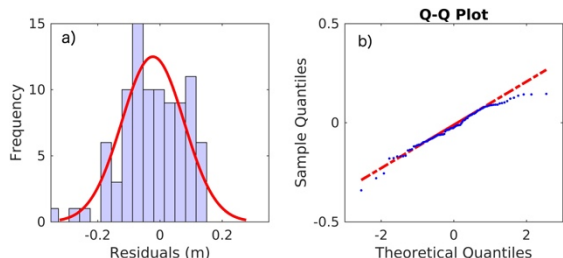 Q-Q Plot
a)
15
10
5
0
Frequency
-0.2
0
0.2
Residuals (m)
b)
0.5
0
-0.5
Sample Quantiles
-2
0
2
Theoretical Quantiles